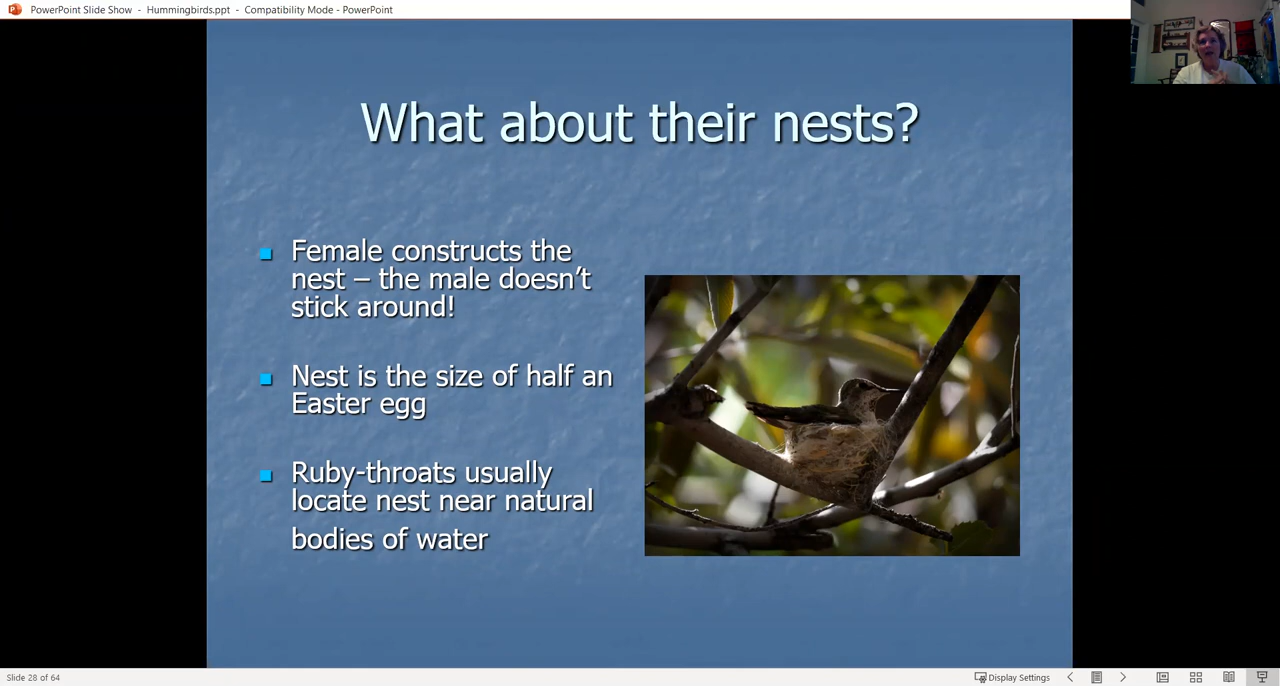 PowerPoint Slide Show - Hummingbirds.ppt - Compatibility Mode - PowerPoint
What about their nests?
Female constructs the
nest – the male doesn’t
stick around!
Nest is the size of half an
Easter egg
Ruby-throats usually
locate nest near natural
bodies of water
Slide 28 of 64
Display Settings